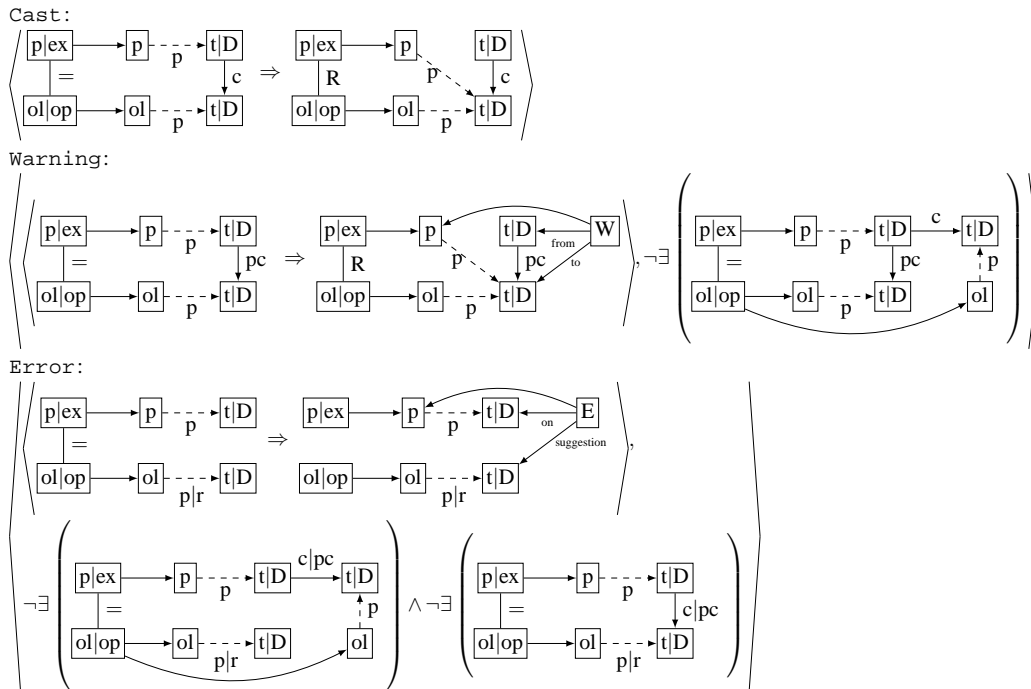 Cast:
p|ex p p t|D p|ex p t|D
= c ⇒ R p c
ol|op ol p t|D ol|op ol p t|D
Warning:
p|ex p p t|D p|ex p t|D W p|ex p p t|D c t|D
= pc ⇒ R p pc from to , ¬∃ = pc p
ol|op ol p t|D ol|op ol p t|D ol|op ol p t|D ol
Error:
p|ex p p t|D p|ex p p t|D on E
= ⇒ suggestion ,
ol|op ol p|r t|D ol|op ol p|r t|D
p|ex p p t|D c|pc t|D p|ex p p t|D
¬∃ = p ∧ ¬∃ = c|pc
ol|op ol p|r t|D ol ol|op ol p|r t|D